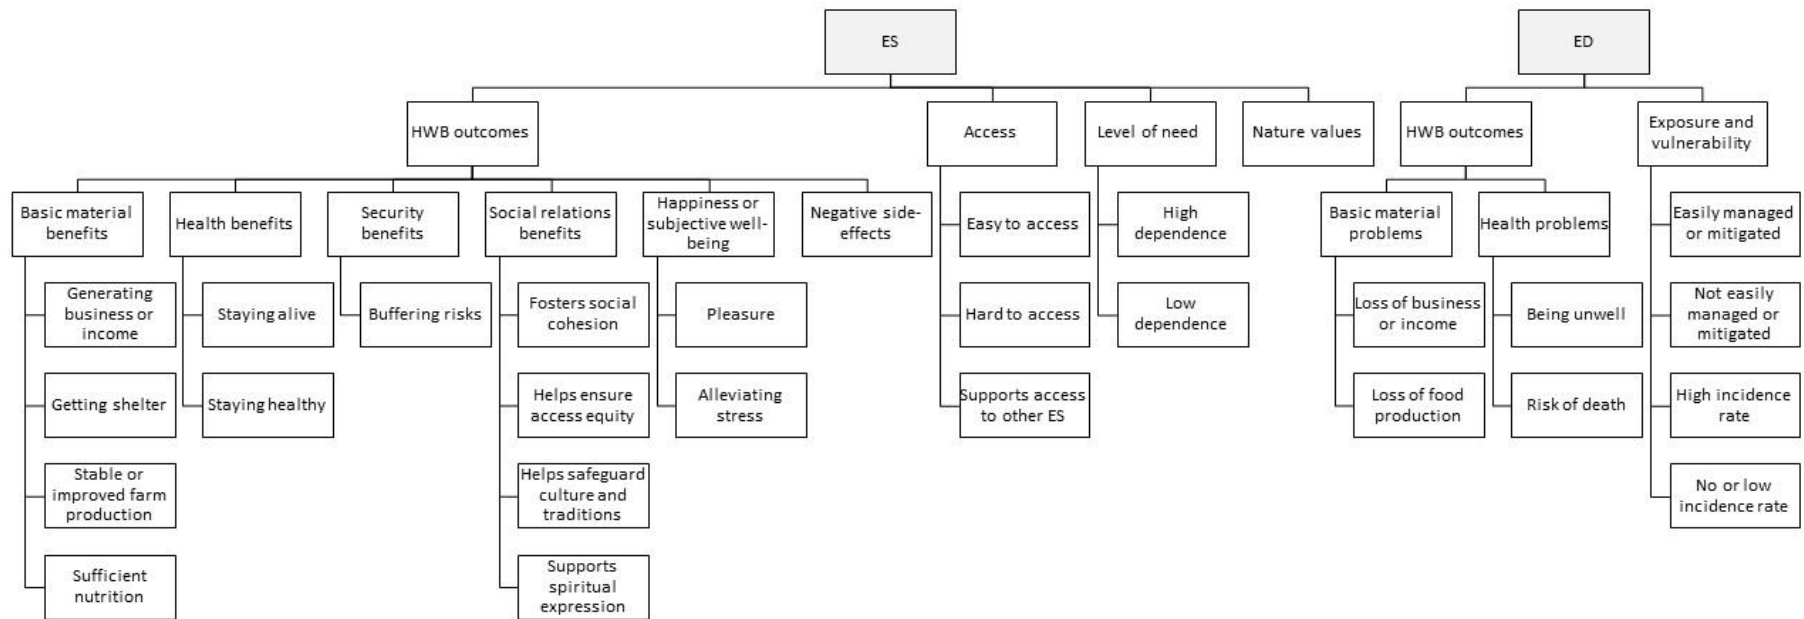 ES
ED
HWB outcomes
Access
Level of need
Nature values
HWB outcomes
Exposure and
vulnerability
Basic material
benefits
Health benefits
Security
benefits
Social relations
benefits
Happiness or
subjective well-
being
Negative side-
effects
Easy to access
High
dependence
Basic material
problems
Health problems
Easily managed
or mitigated
Generating
business or
income
Staying alive
Buffering risks
Fosters social
cohesion
Pleasure
Hard to access
Low
dependence
Loss of business
or income
Being unwell
Not easily
managed or
mitigated
Getting shelter
Staying healthy
Helps ensure
access equity
Alleviating
stress
Supports access
to other ES
Loss of food
production
Risk of death
High incidence
rate
Stable or
improved farm
production
Helps safeguard
culture and
traditions
No or low
incidence rate
Sufficient
nutrition
Supports
spiritual
expression